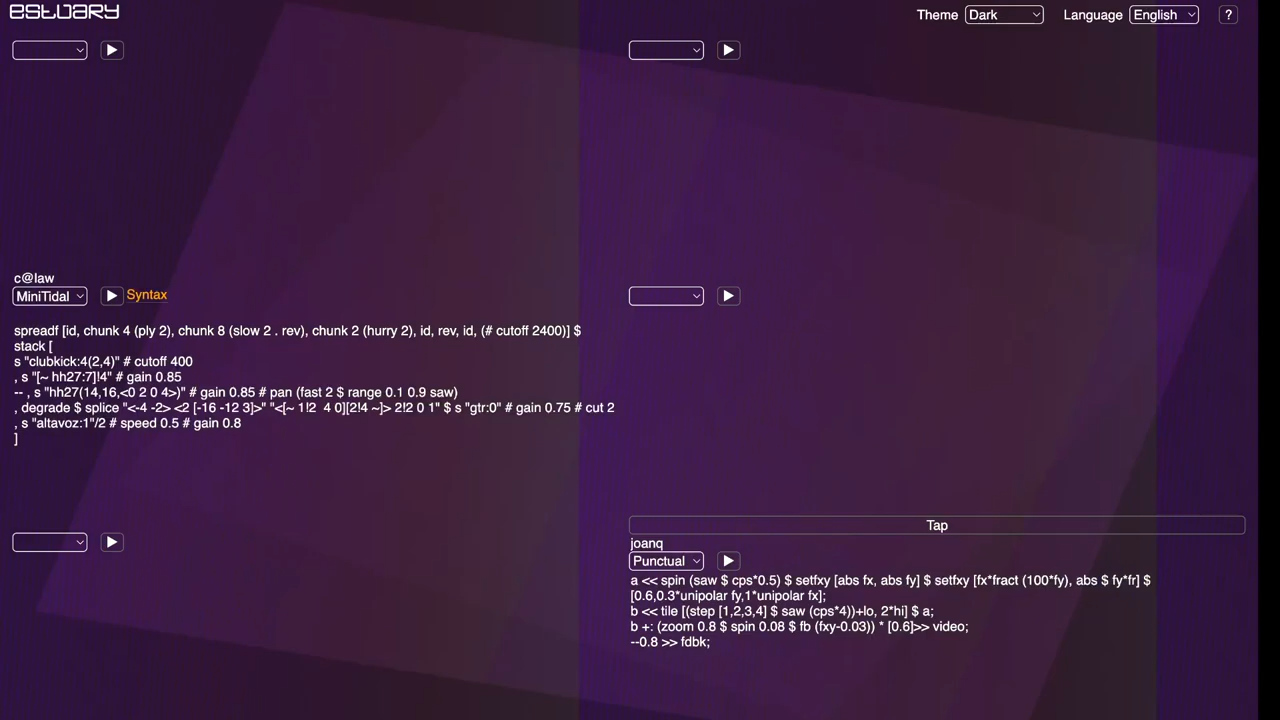 estuary
Theme Dark Language English ?
c@law
MiniTidal Syntax
spreadf [id, chunk 4 (ply 2), chunk 8 (slow 2 . rev), chunk 2 (hurry 2), id, rev, id, (# cutoff 2400)] $
stack [
s "clubkick:4(2,4)" # cutoff 400
, s "[~ hh27:7]!4" # gain 0.85
-- , s "hh27(14,16,<0 2 0 4>)" # gain 0.85 # pan (fast 2 $ range 0.1 0.9 saw)
, degrade $ splice "<-4 -2> <2 [-16 -12 3]>" "<[~ 1!2  4 0][2!4 ~]> 2!2 0 1" $ s "gtr:0" # gain 0.75 # cut 2
, s "altavoz:1"/2 # speed 0.5 # gain 0.8
]
Tap
joanq
Punctual
a << spin (saw $ cps*0.5) $ setfxy [abs fx, abs fy] $ setfxy [fx*fract (100*fy), abs $ fy*fr] $
[0.6,0.3*unipolar fy,1*unipolar fx];
b << tile [(step [1,2,3,4] $ saw (cps*4))+lo, 2*hi] $ a;
b +: (zoom 0.8 $ spin 0.08 $ fb (fxy-0.03)) * [0.6]>> video;
--0.8 >> fdbk;